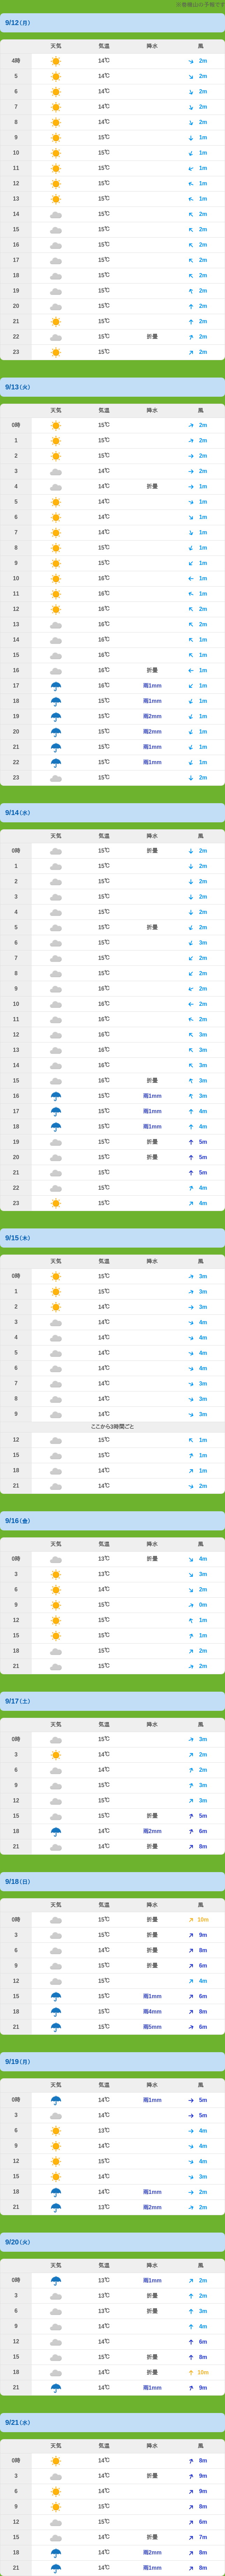 の予報です
9/12(月)
天気 気温 降水 風
4時 14℃ 2m
5 14℃ 2m
6 14℃ 2m
7 14℃ 2m
8 14℃ 2m
9 15℃ 1m
10 15℃ 1m
11 15℃ 1m
12 15℃ 1m
13 15℃ 1m
14 15℃ 2m
15 15℃ 2m
16 15℃ 2m
17 15℃ 2m
18 15℃ 2m
19 15℃ 2m
20 15℃ 2m
21 15℃ 2m
22 15℃ 折畳 2m
23 15℃ 2m
9/13(火)
天気 気温 降水 風
0時 15℃ 2m
1 15℃ 2m
2 15℃ 2m
3 14℃ 2m
4 14℃ 折畳 1m
5 14℃ 1m
6 14℃ 1m
7 14℃ 1m
8 15℃ 1m
9 15℃ 1m
10 16℃ 1m
11 16℃ 1m
12 16℃ 2m
13 16℃ 2m
14 16℃ 1m
15 16℃ 1m
16 16℃ 折畳 1m
17 16℃ 雨1mm 1m
18 15℃ 雨1mm 1m
19 15℃ 雨2mm 1m
20 15℃ 雨2mm 1m
21 15℃ 雨1mm 1m
22 15℃ 雨1mm 1m
23 15℃ 2m
9/14(水)
天気 気温 降水 風
0時 15℃ 折畳 2m
1 15℃ 2m
2 15℃ 2m
3 15℃ 2m
4 15℃ 2m
5 15℃ 折畳 2m
6 15℃ 3m
7 15℃ 2m
8 15℃ 2m
9 16℃ 2m
10 16℃ 2m
11 16℃ 2m
12 16℃ 3m
13 16℃ 3m
14 16℃ 3m
15 16℃ 折畳 3m
16 15℃ 雨1mm 3m
17 15℃ 雨1mm 4m
18 15℃ 雨1mm 4m
19 15℃ 折畳 5m
20 15℃ 折畳 5m
21 15℃ 5m
22 15℃ 4m
23 15℃ 4m
9/15(木)
天気 気温 降水 風
0時 15℃ 3m
1 15℃ 3m
2 14℃ 3m
3 14℃ 4m
4 14℃ 4m
5 14℃ 4m
6 14℃ 4m
7 14℃ 3m
8 14℃ 3m
9 14℃ 3m
ここから3時間ごと
12 15℃ 1m
15 15℃ 1m
18 14℃ 1m
21 14℃ 2m
9/16(金)
天気 気温 降水 風
0時 13℃ 折畳 4m
3 13℃ 3m
6 14℃ 2m
9 15℃ 0m
12 15℃ 1m
15 15℃ 1m
18 15℃ 2m
21 15℃ 2m
9/17(土)
天気 気温 降水 風
0時 15℃ 3m
3 14℃ 2m
6 14℃ 2m
9 15℃ 3m
12 15℃ 3m
15 15℃ 折畳 5m
18 14℃ 雨2mm 6m
21 14℃ 折畳 8m
9/18(日)
天気 気温 降水 風
0時 15℃ 折畳 10m
3 15℃ 折畳 9m
6 14℃ 折畳 8m
9 15℃ 折畳 6m
12 15℃ 4m
15 15℃ 雨1mm 6m
18 15℃ 雨4mm 8m
21 15℃ 雨5mm 6m
9/19(月)
天気 気温 降水 風
0時 14℃ 雨1mm 5m
3 14℃ 5m
6 13℃ 4m
9 14℃ 4m
12 15℃ 4m
15 14℃ 3m
18 14℃ 雨1mm 2m
21 13℃ 雨2mm 2m
9/20(火)
天気 気温 降水 風
0時 13℃ 雨1mm 2m
3 13℃ 折畳 2m
6 13℃ 折畳 3m
9 14℃ 4m
12 14℃ 6m
15 15℃ 折畳 8m
18 14℃ 折畳 10m
21 14℃ 雨1mm 9m
9/21(水)
天気 気温 降水 風
0時 14℃ 8m
3 14℃ 折畳 9m
6 14℃ 9m
9 15℃ 8m
12 15℃ 6m
15 14℃ 折畳 7m
18 14℃ 雨2mm 8m
21 14℃ 雨1mm 8m